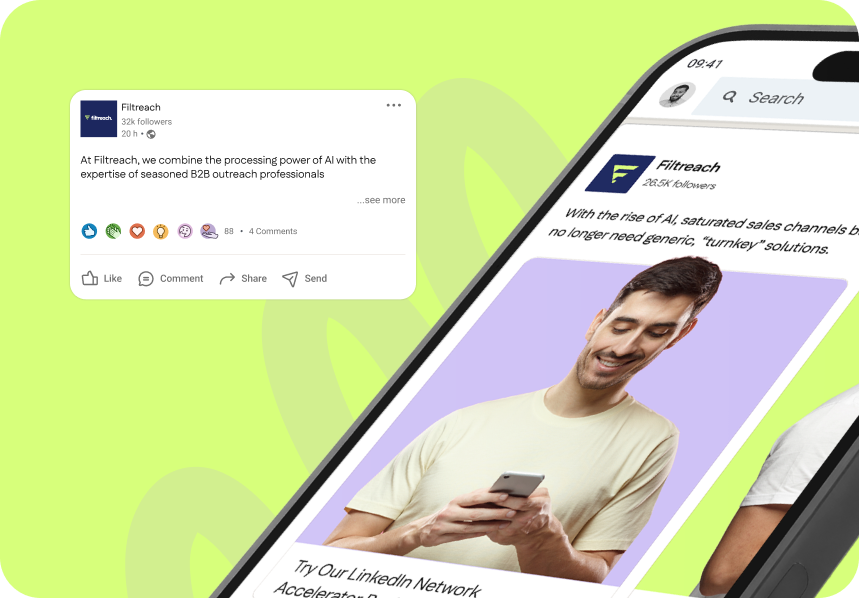 Filtreach
filtreach.
32k followers
20 h •
At Filtreach, we combine the processing power of AI with the
expertise of seasoned B2B outreach professionals
...see more
88 • 4 Comments
Like Comment Share Send
09:41
Search
Filtreach
26.5K followers
With the rise of AI, saturated sales channels
no longer need generic, "turnkey" solutions.
Try Our LinkedIn Network
Accelerator